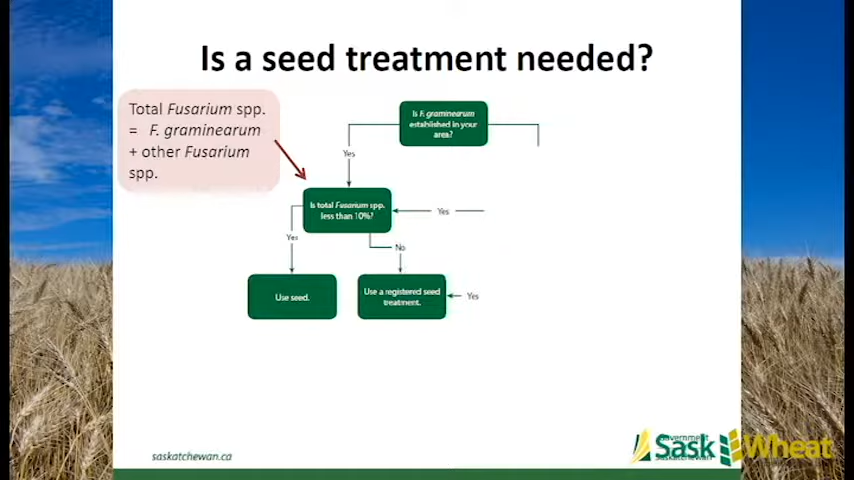 Is a seed treatment needed?
Total Fusarium spp.
= F. graminearum
+ other Fusarium
spp.
Is F. graminearum
established in your
area?
Yes
Is total Fusarium spp.
less than 10%?
Yes
Yes
No
Use seed.
Use a registered seed
treatment.
Yes
saskatchewan.ca
Government
Saskatchewan
Sask Wheat